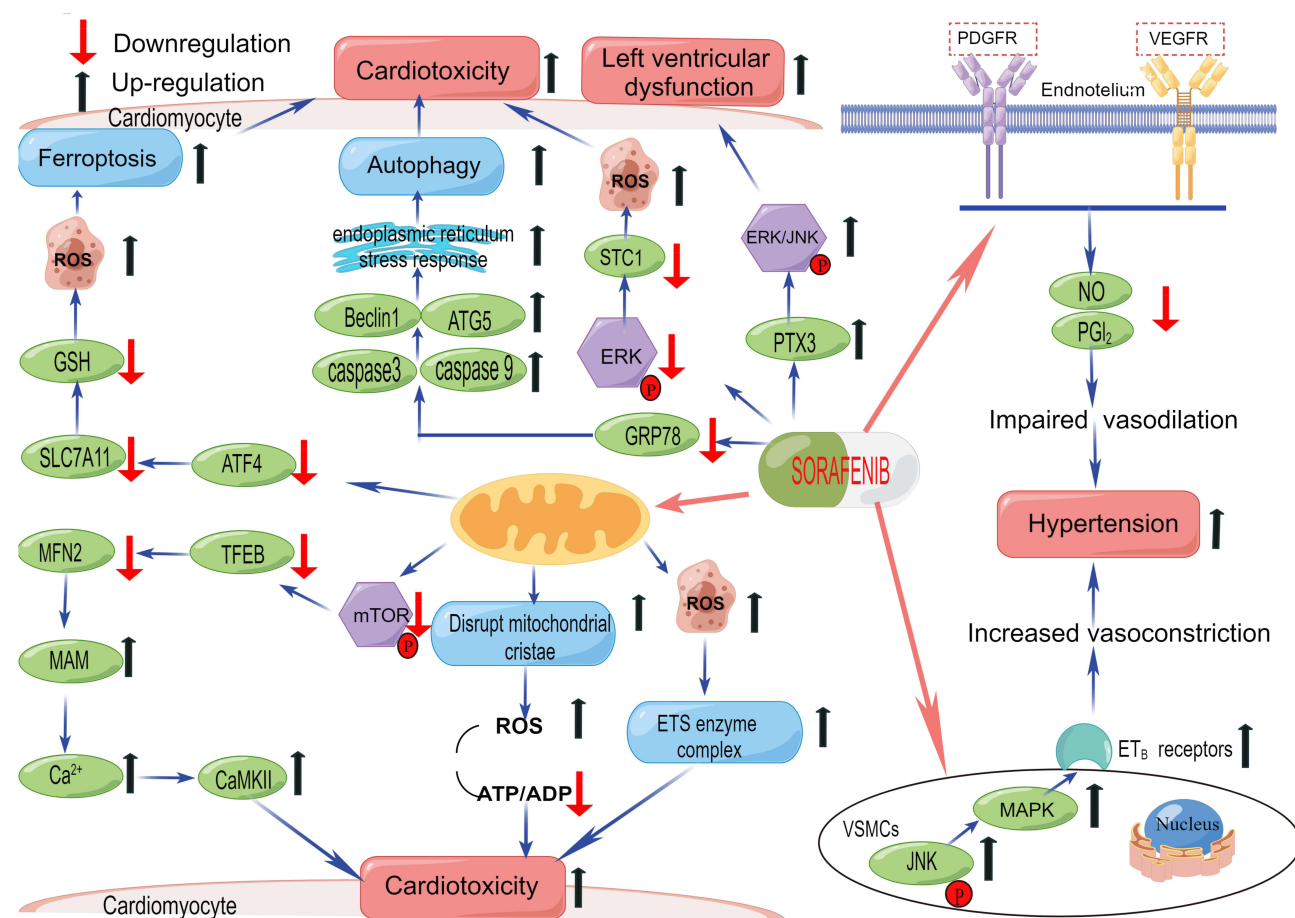 Downregulation
Up-regulation
Cardiomyocyte
Cardiotoxicity
Left ventricular
dysfunction
Ferroptosis
ROS
GSH
SLC7A11
ATF4
MFN2
TFEB
mTOR
P
MAM
Ca²⁺
CaMKII
Autophagy
endoplasmic reticulum
stress response
Beclin1
ATG5
caspase3
caspase 9
ROS
STC1
ERK
P
GRP78
ERK/JNK
P
PTX3
SORAFENIB
Disrupt mitochondrial
cristae
ROS
ATP/ADP
ROS
ETS enzyme
complex
Cardiotoxicity
Cardiomyocyte
PDGFR
VEGFR
Endnotelium
NO
PGI₂
Impaired vasodilation
Hypertension
Increased vasoconstriction
ET_B receptors
MAPK
VSMCs
JNK
P
Nucleus